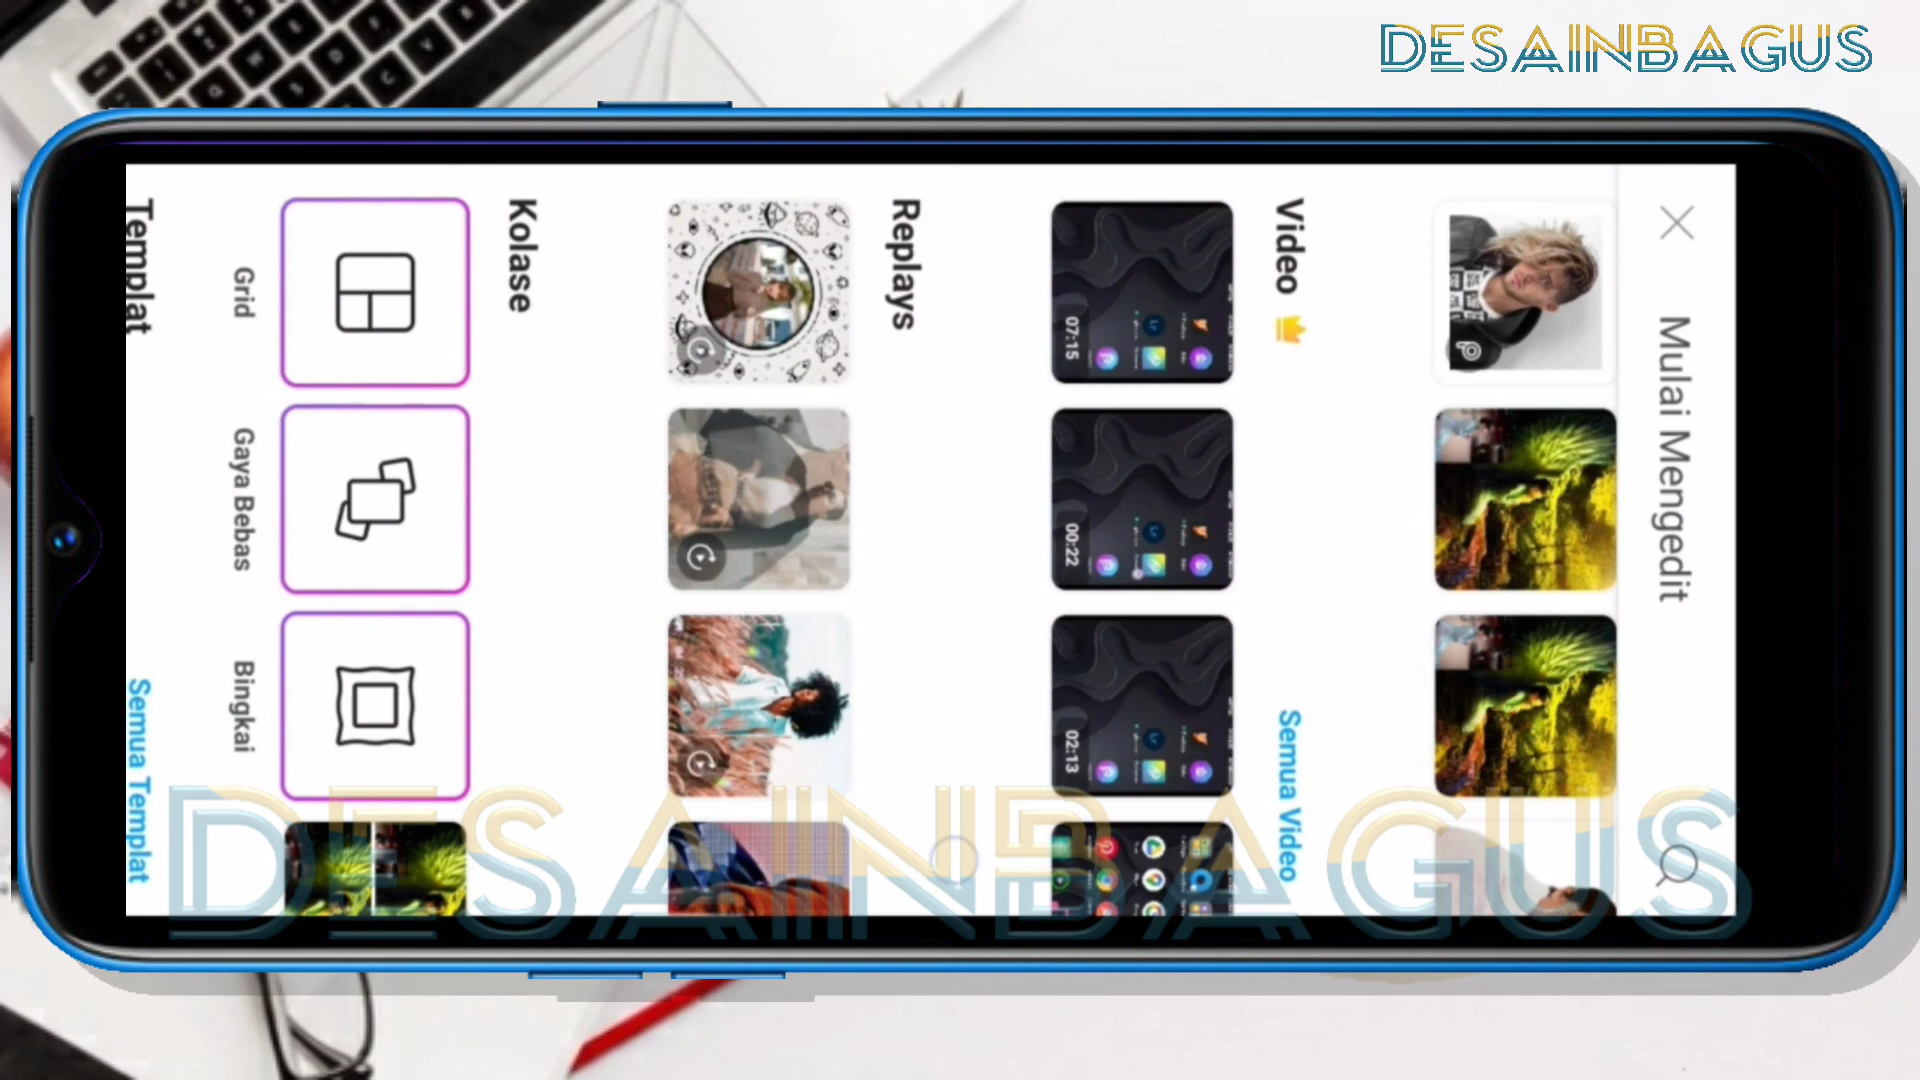 DESAINBAGUS
Mulai Mengedit
Video
Semua Video
07:15
00:22
02:13
Replays
Kolase
Grid
Gaya Bebas
Bingkai
Templat
Semua Templat
DESAINBAGUS